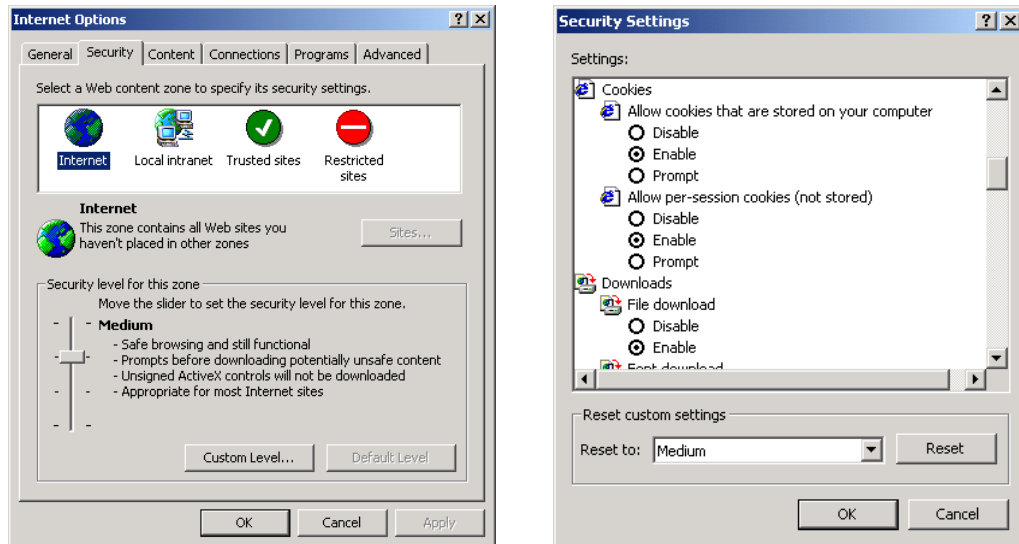 Internet Options
General Security Content Connections Programs Advanced
Select a Web content zone to specify its security settings.
Internet Local intranet Trusted sites Restricted
sites
Internet
This zone contains all Web sites you
haven't placed in other zones
Sites...
Security level for this zone
Move the slider to set the security level for this zone.
Medium
- Safe browsing and still functional
- Prompts before downloading potentially unsafe content
- Unsigned ActiveX controls will not be downloaded
- Appropriate for most Internet sites
Custom Level... Default Level
OK Cancel Apply
Security Settings
Settings:
Cookies
Allow cookies that are stored on your computer
Disable
Enable
Prompt
Allow per-session cookies (not stored)
Disable
Enable
Prompt
Downloads
File download
Disable
Enable
Font download
Reset custom settings
Reset to: Medium Reset
OK Cancel